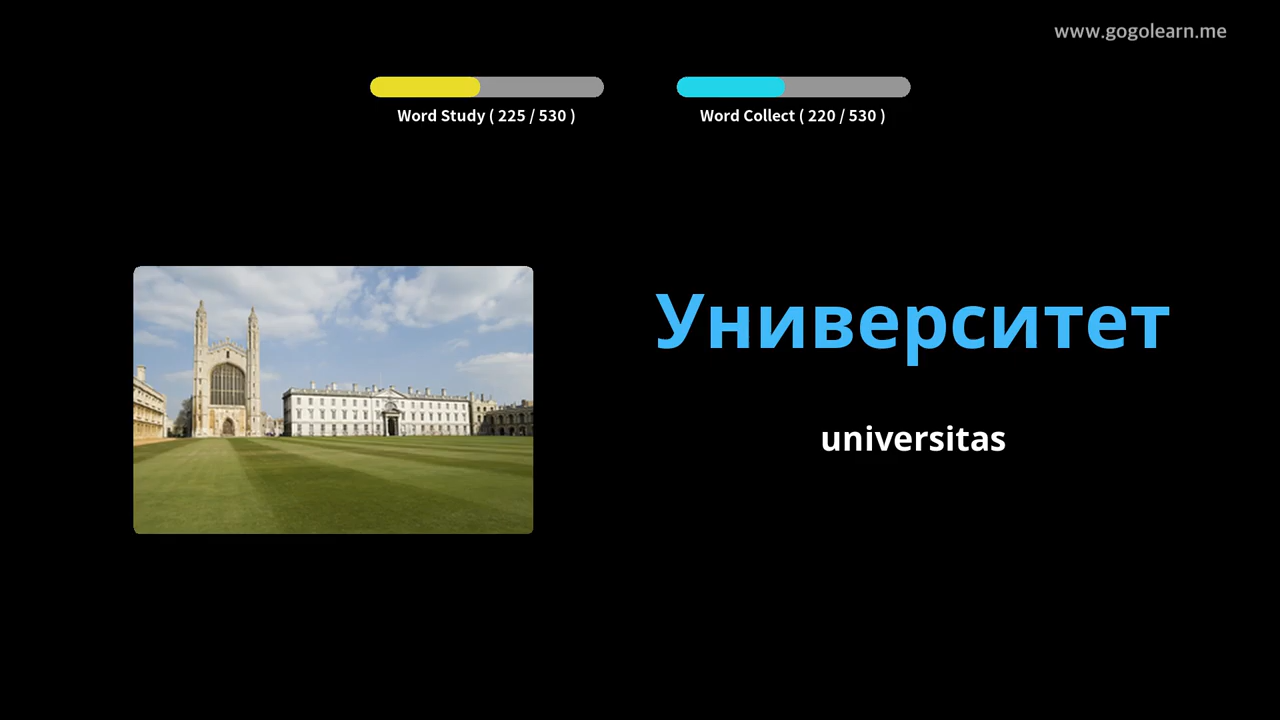 www.gogolearn.me
Word Study ( 225 / 530 )
Word Collect ( 220 / 530 )
Университет
universitas